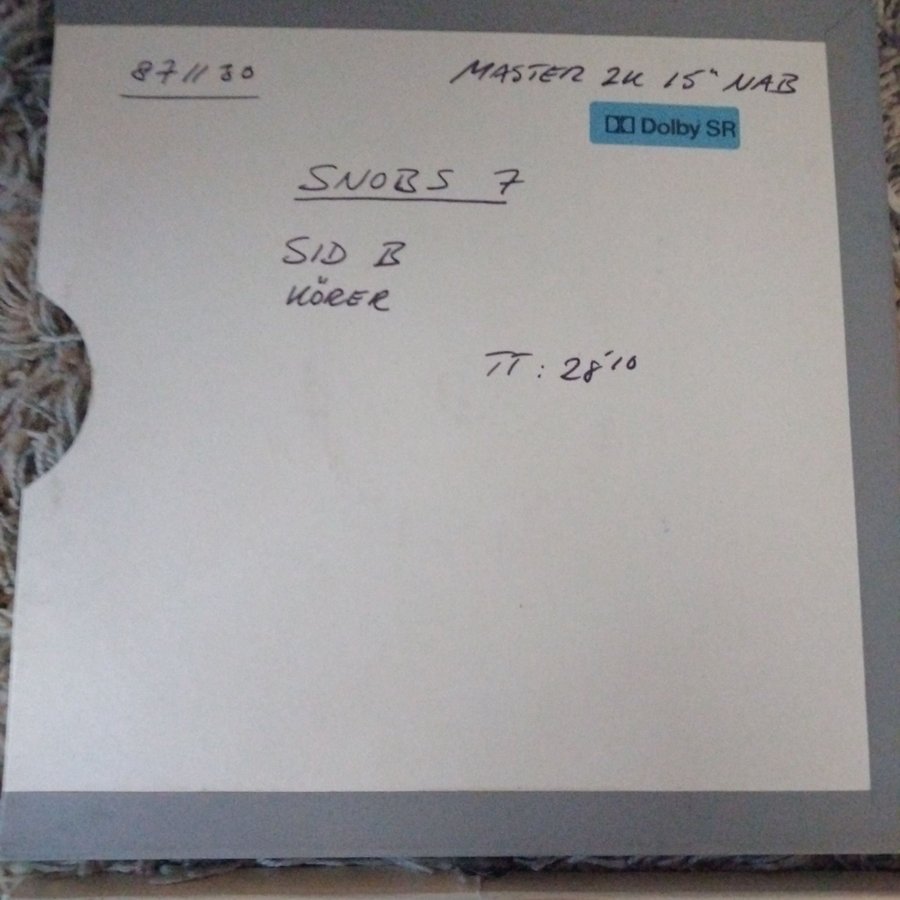 871130
MASTER 2K 15" NAB
Dolby SR
SNOBS 7
SID B
KÖRER
TT: 28'10